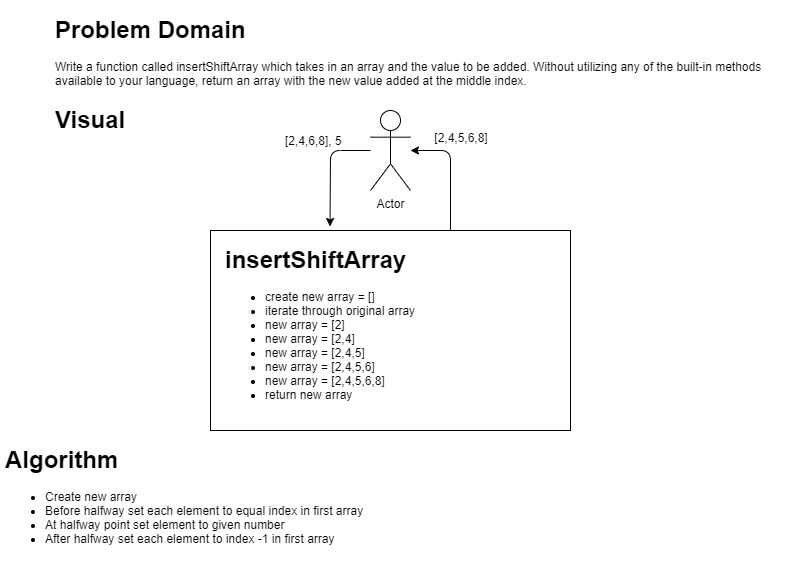 Problem Domain
Write a function called insertShiftArray which takes in an array and the value to be added. Without utilizing any of the built-in methods
available to your language, return an array with the new value added at the middle index.
Visual
[2,4,6,8], 5
[2,4,5,6,8]
Actor
insertShiftArray
• create new array = []
• iterate through original array
• new array = [2]
• new array = [2,4]
• new array = [2,4,5]
• new array = [2,4,5,6]
• new array = [2,4,5,6,8]
• return new array
Algorithm
• Create new array
• Before halfway set each element to equal index in first array
• At halfway point set element to given number
• After halfway set each element to index -1 in first array